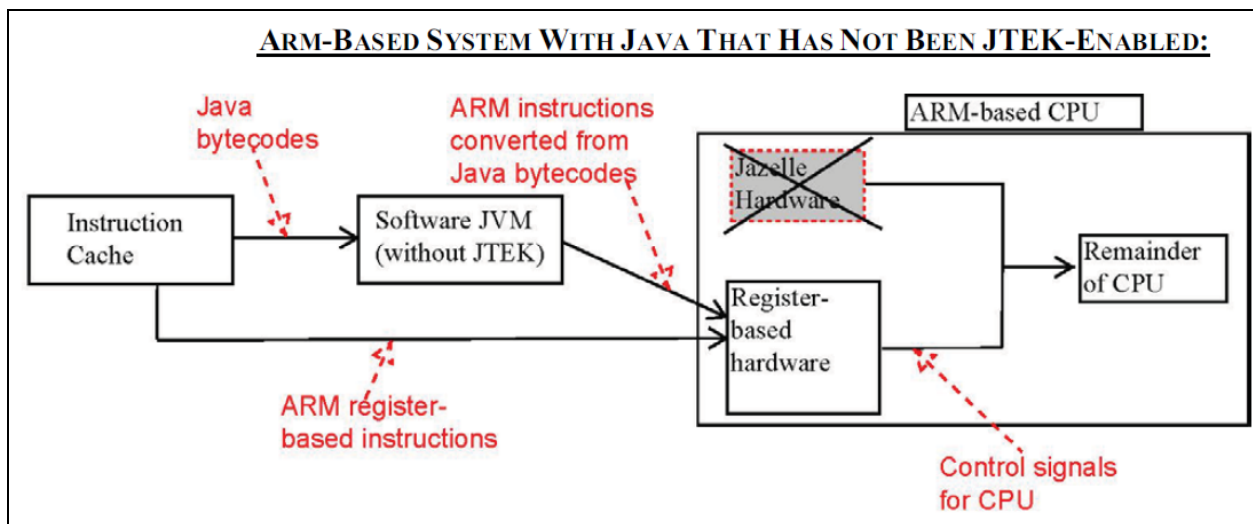 ARM-BASED SYSTEM WITH JAVA THAT HAS NOT BEEN JTEK-ENABLED:
Java
bytecodes
ARM instructions
converted from
Java bytecodes
ARM-based CPU
Jazelle
Hardware
Instruction
Cache
Software JVM
(without JTEK)
Remainder
of CPU
Register-
based
hardware
ARM register-
based instructions
Control signals
for CPU